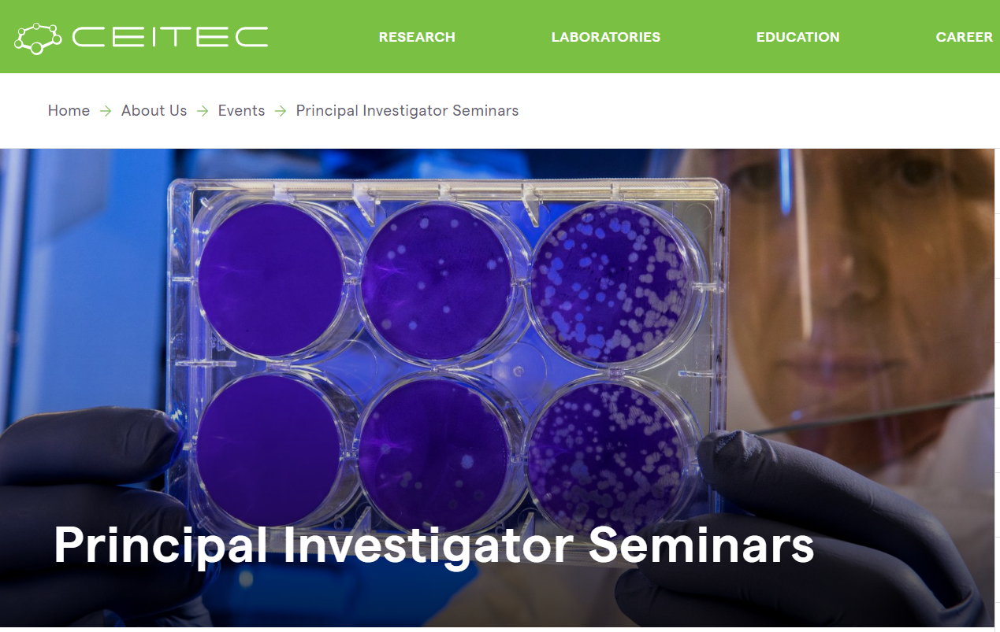 CEITEC
RESEARCH LABORATORIES EDUCATION CAREER
Home → About Us → Events → Principal Investigator Seminars
Principal Investigator Seminars